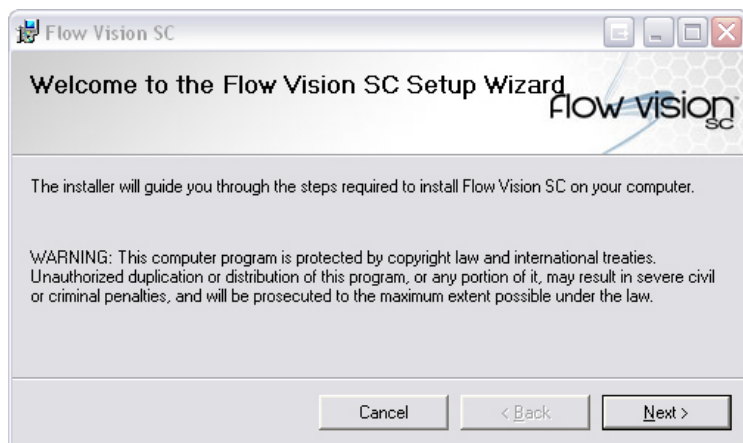 Flow Vision SC
Welcome to the Flow Vision SC Setup Wizard
flow vision
SC
The installer will guide you through the steps required to install Flow Vision SC on your computer.
WARNING: This computer program is protected by copyright law and international treaties.
Unauthorized duplication or distribution of this program, or any portion of it, may result in severe civil
or criminal penalties, and will be prosecuted to the maximum extent possible under the law.
Cancel
< Back
Next >